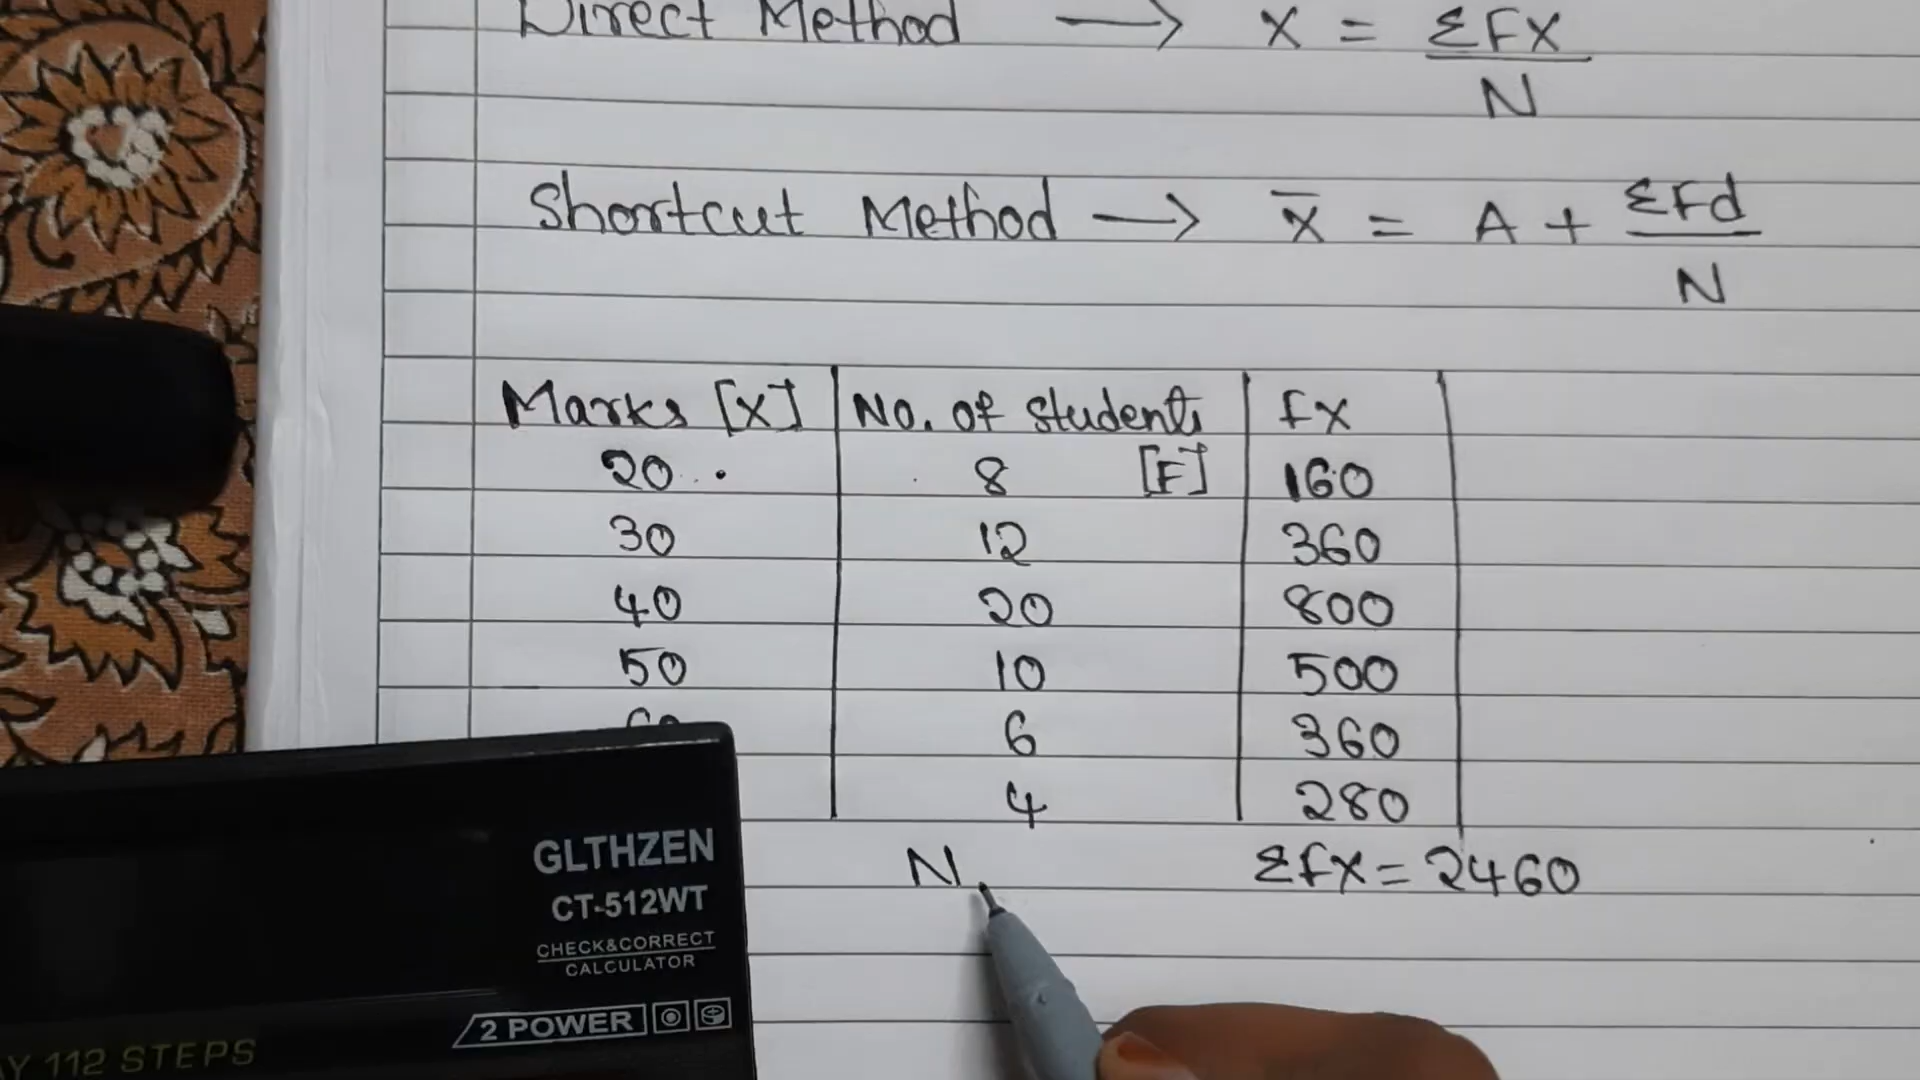 Direct Method → X = ΣFX / N
Shortcut Method → X̄ = A + ΣFd / N
Marks [X] No. of Students [F] FX
20 8 160
30 12 360
40 20 800
50 10 500
6 360
4 280
N ΣFX = 2460
GLTHZEN
CT-512WT
CHECK&CORRECT
CALCULATOR
2 POWER
112 STEPS